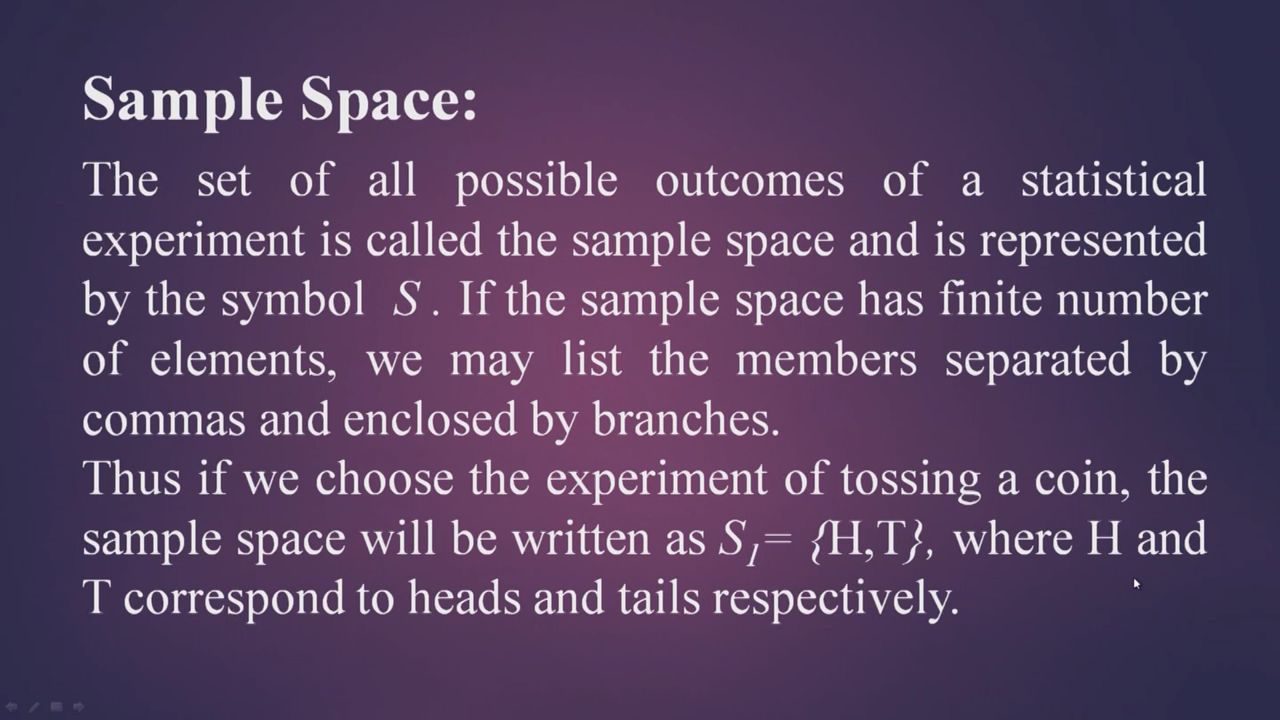 Sample Space:
The set of all possible outcomes of a statistical
experiment is called the sample space and is represented
by the symbol S . If the sample space has finite number
of elements, we may list the members separated by
commas and enclosed by branches.
Thus if we choose the experiment of tossing a coin, the
sample space will be written as S₁= {H,T}, where H and
T correspond to heads and tails respectively.